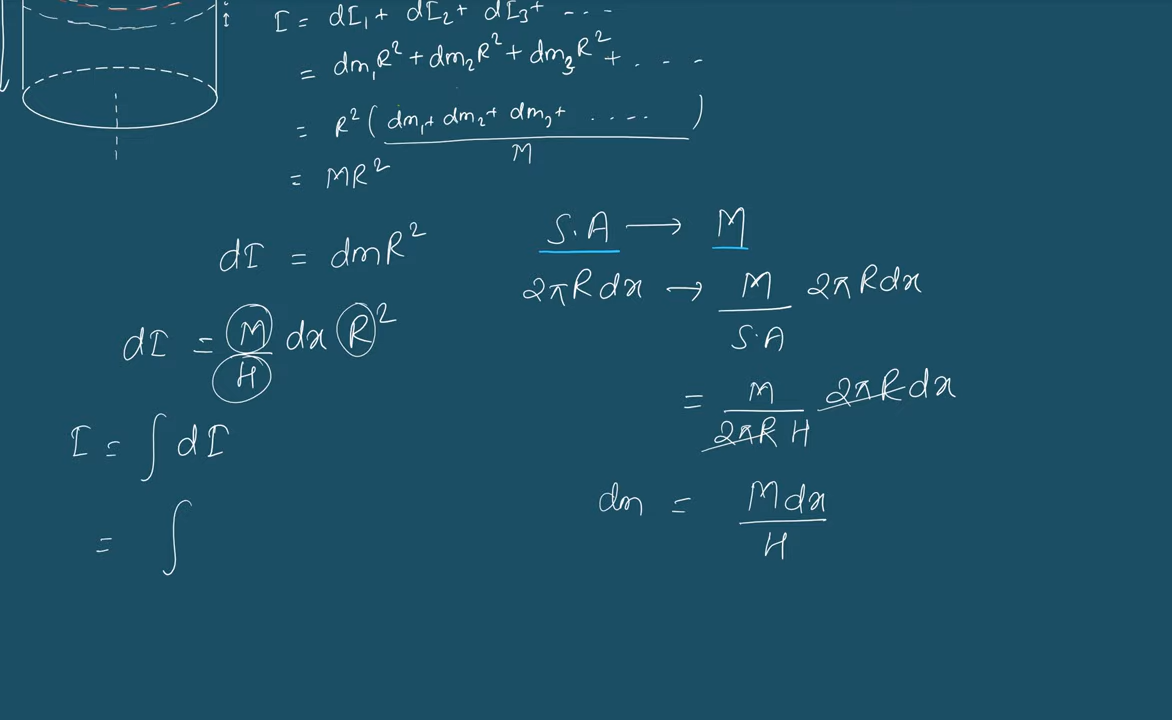 I = dI₁ + dI₂ + dI₃ + ....
= dm₁R² + dm₂R² + dm₃R² + ....
= R² (dm₁ + dm₂ + dm₃ + ....)
M
= MR²
dI = dmR²
S.A → M
2πRdx → M/S.A 2πRdx
dI = M/H dx R²
= M/2πRH 2πRdx
I = ∫dI
dm = Mdx/H
= ∫